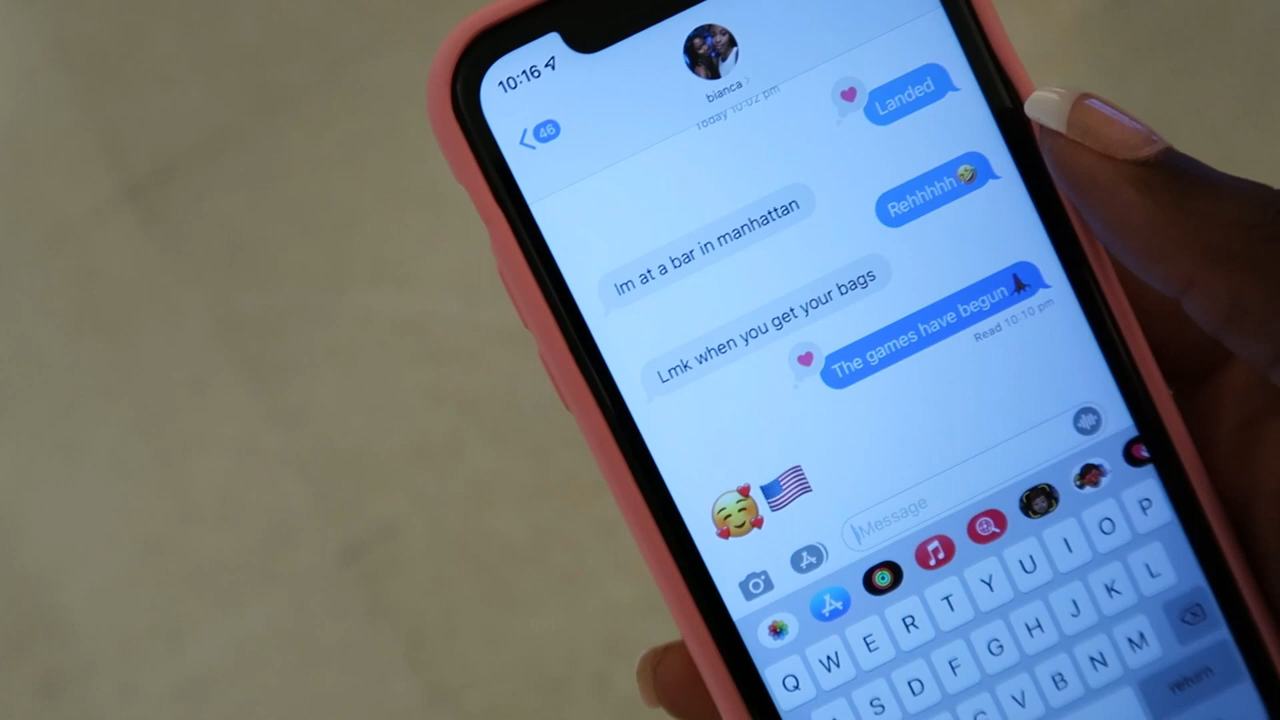 10:16
46
bianca
Today 10:02 pm
Landed
Rehhhhh🤣
Im at a bar in manhattan
Lmk when you get your bags
The games have begun
Read 10:10 pm
🥰🇺🇸
Message
Q W E R T Y U I O P
S D F G H J K L
C V B N M
return